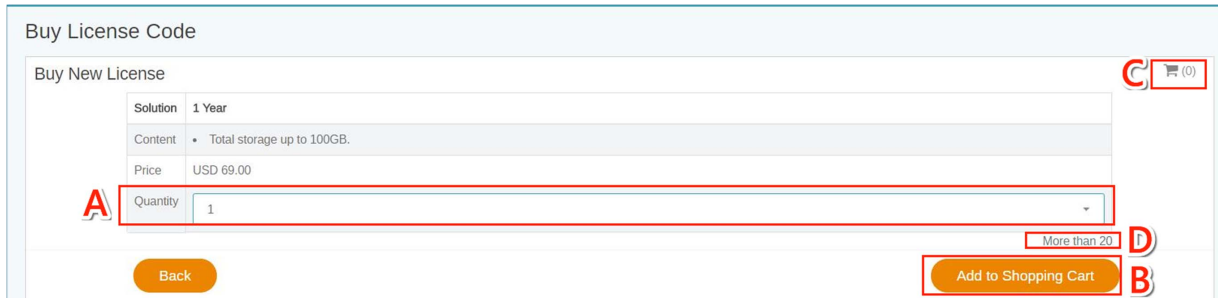 Buy License Code
Buy New License
C (0)
Solution 1 Year
Content • Total storage up to 100GB.
Price USD 69.00
A Quantity 1
More than 20 D
Back Add to Shopping Cart B